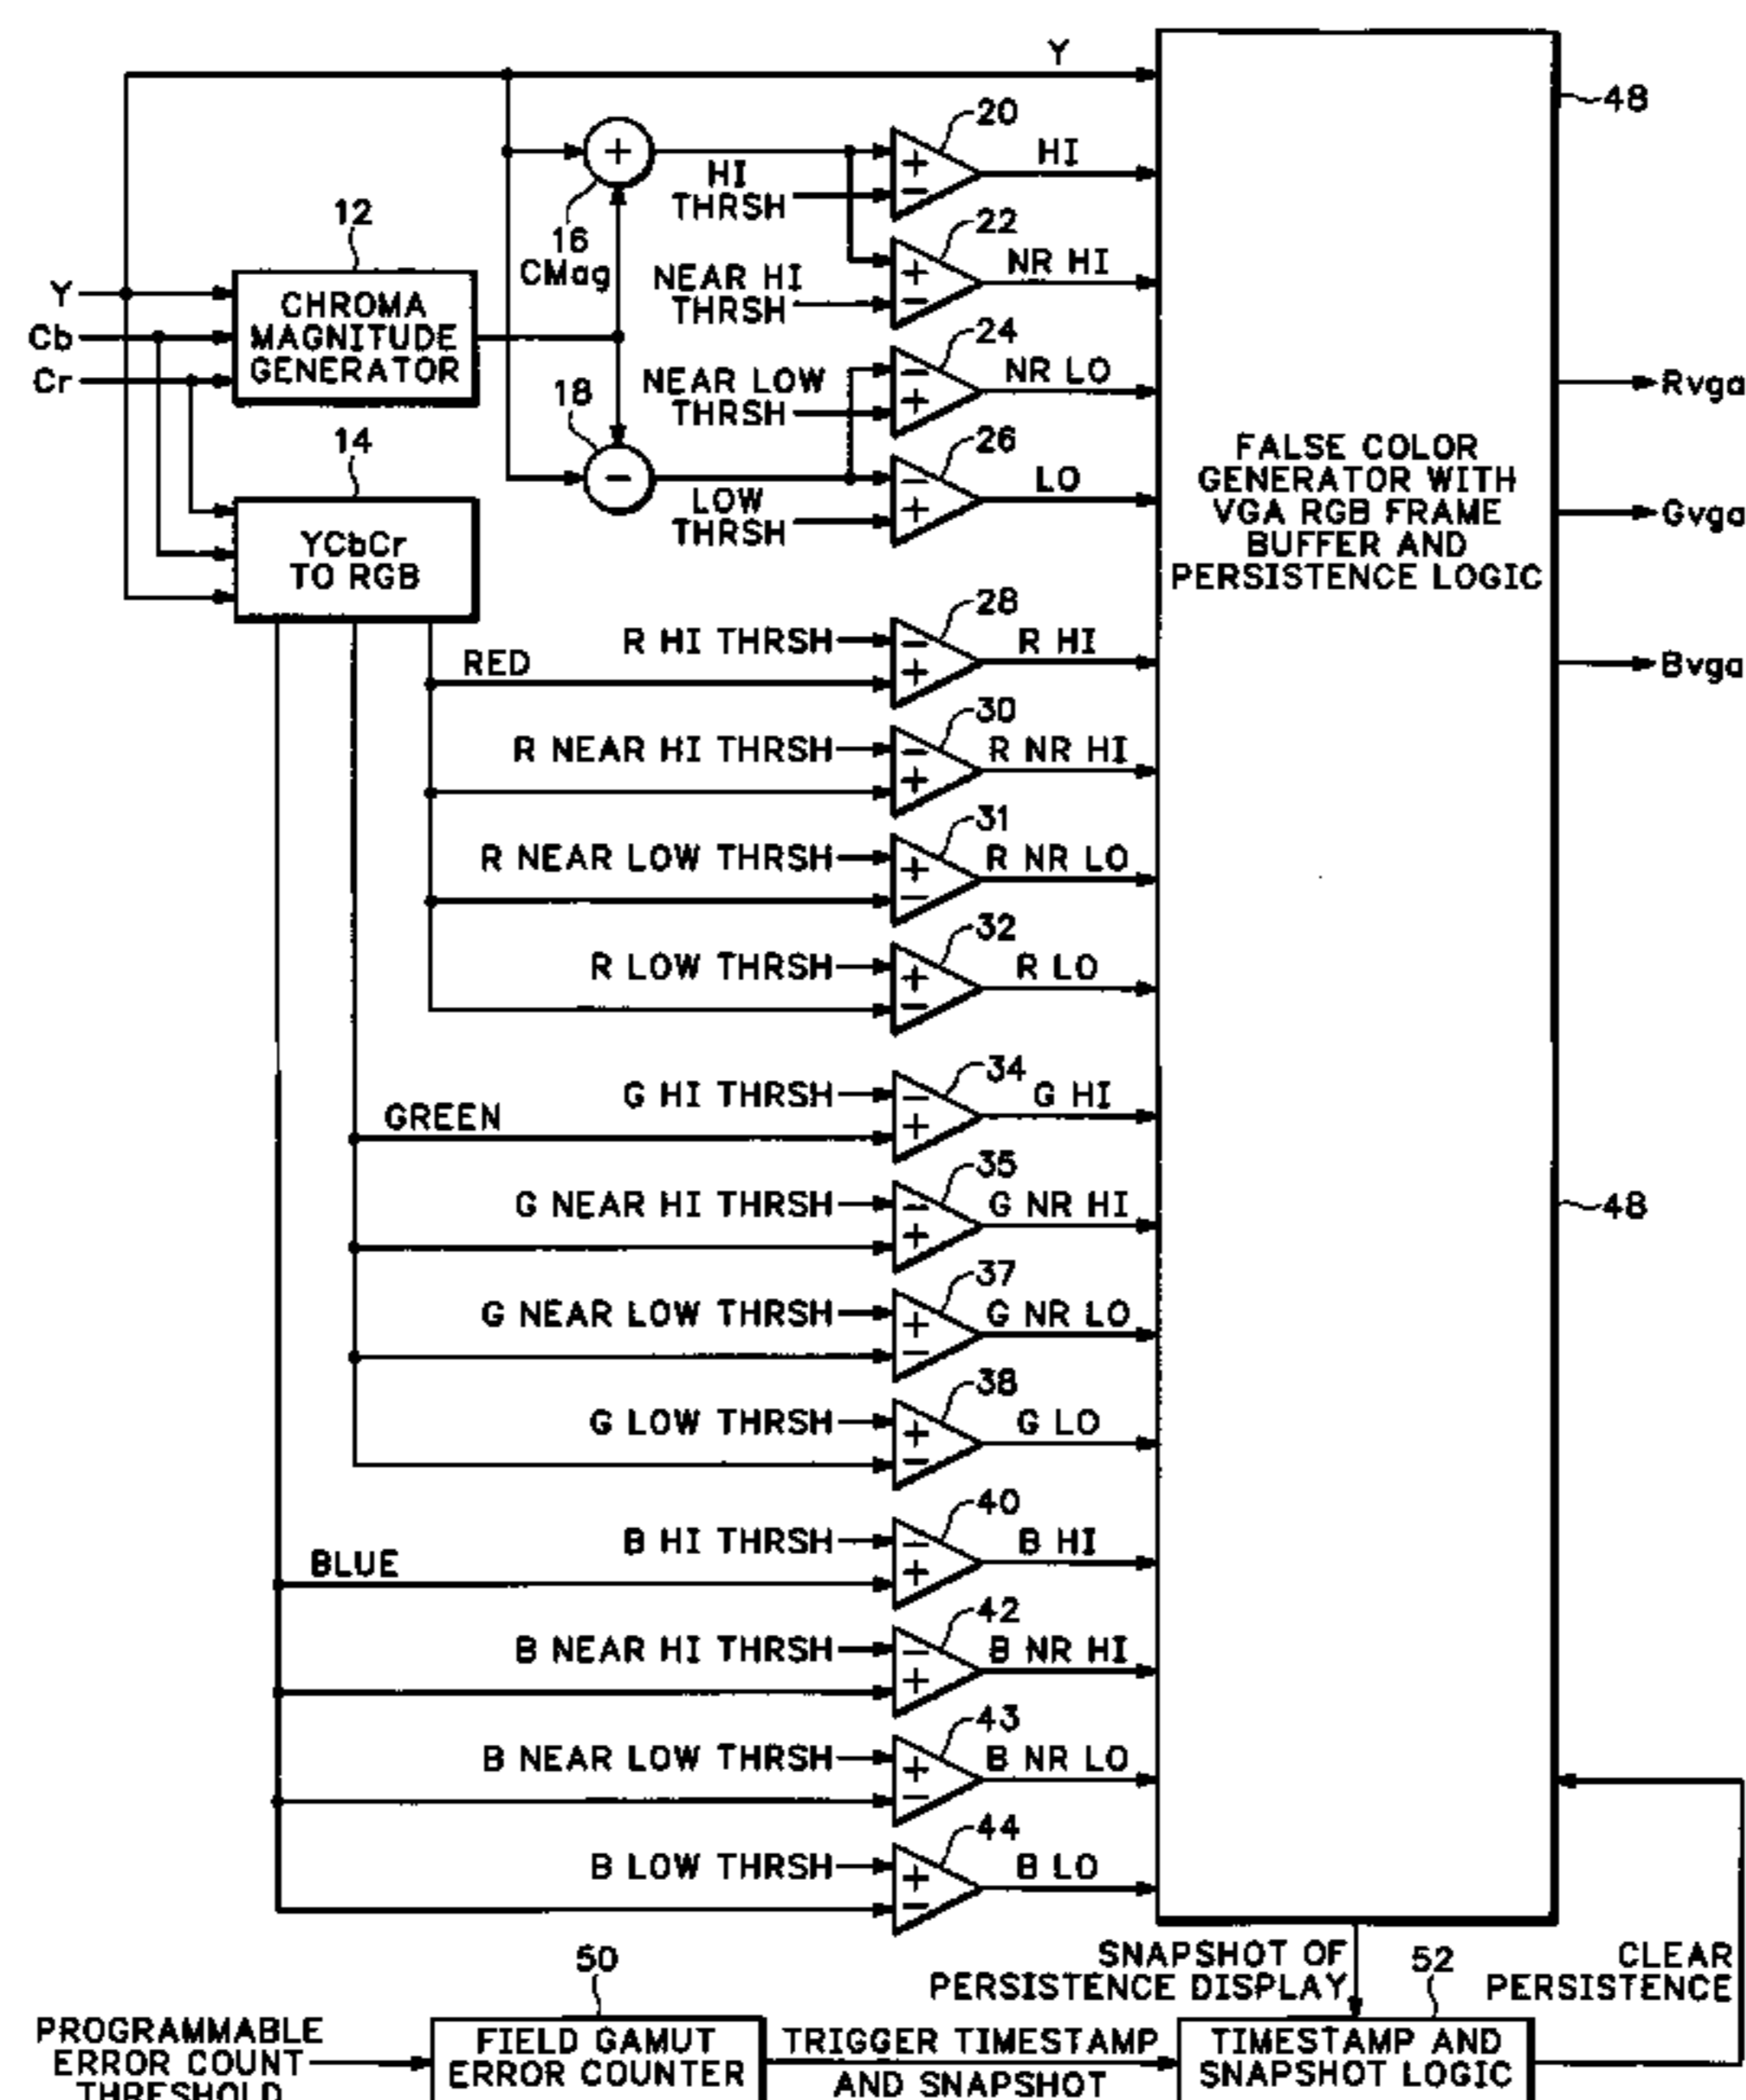 Y
48
20
HI
+
+
−
HI
THRSH
12
16
CMag
22
NR HI
+
−
NEAR HI
THRSH
Y
Cb
Cr
CHROMA
MAGNITUDE
GENERATOR
24
NR LO
−
+
NEAR LOW
THRSH
18
−
26
LO
−
+
LOW
THRSH
14
YCbCr
TO RGB
FALSE COLOR
GENERATOR WITH
VGA RGB FRAME
BUFFER AND
PERSISTENCE LOGIC
Rvga
Gvga
Bvga
28
R HI THRSH
−
+
R HI
RED
30
R NEAR HI THRSH
−
+
R NR HI
31
R NEAR LOW THRSH
+
−
R NR LO
32
R LOW THRSH
+
−
R LO
34
G HI THRSH
−
+
G HI
GREEN
35
G NEAR HI THRSH
−
+
G NR HI
48
37
G NEAR LOW THRSH
+
−
G NR LO
38
G LOW THRSH
+
−
G LO
40
B HI THRSH
−
+
B HI
BLUE
42
B NEAR HI THRSH
−
+
B NR HI
43
B NEAR LOW THRSH
+
−
B NR LO
44
B LOW THRSH
+
−
B LO
SNAPSHOT OF
PERSISTENCE DISPLAY
52
CLEAR
PERSISTENCE
50
PROGRAMMABLE
ERROR COUNT
THRESHOLD
FIELD GAMUT
ERROR COUNTER
TRIGGER TIMESTAMP
AND SNAPSHOT
TIMESTAMP AND
SNAPSHOT LOGIC